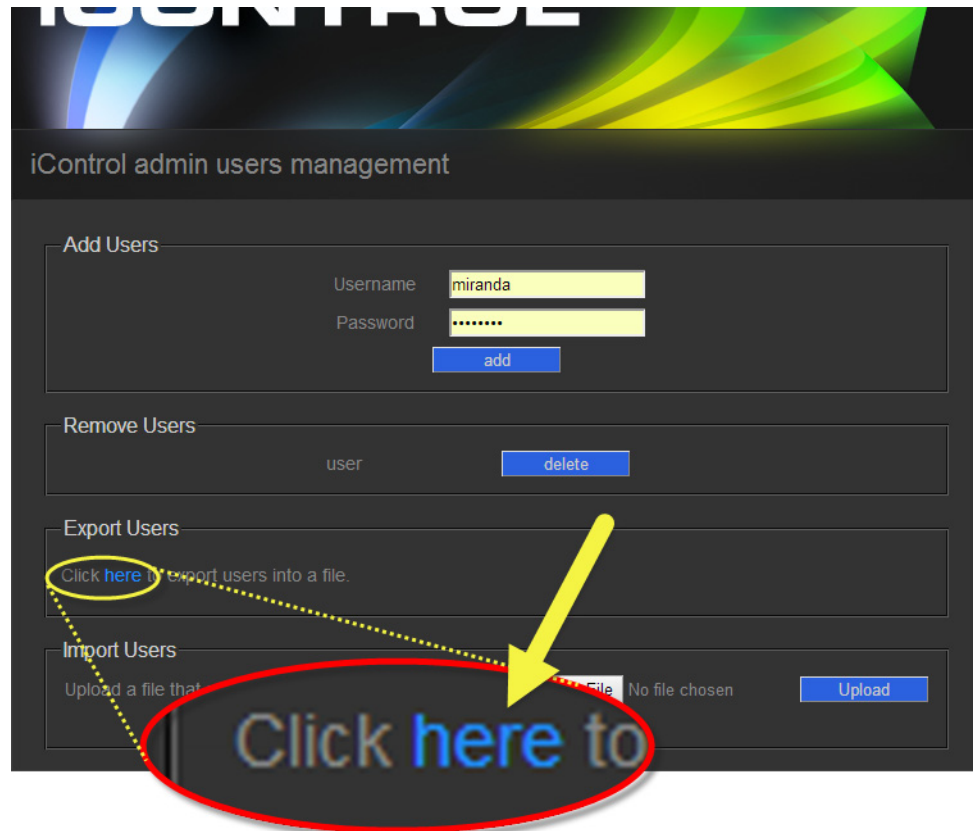 iCONTROL
iControl admin users management
Add Users
Username miranda
Password ••••••••
add
Remove Users
user delete
Export Users
Click here to export users into a file.
Import Users
Upload a file that File No file chosen Upload
Click here to